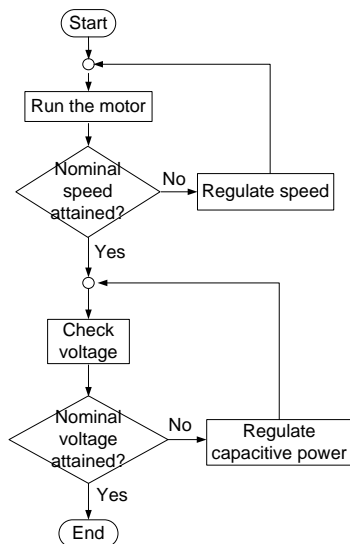 Start
Run the motor
Nominal
speed
attained?
No
Regulate speed
Yes
Check
voltage
Nominal
voltage
attained?
No
Regulate
capacitive power
Yes
End